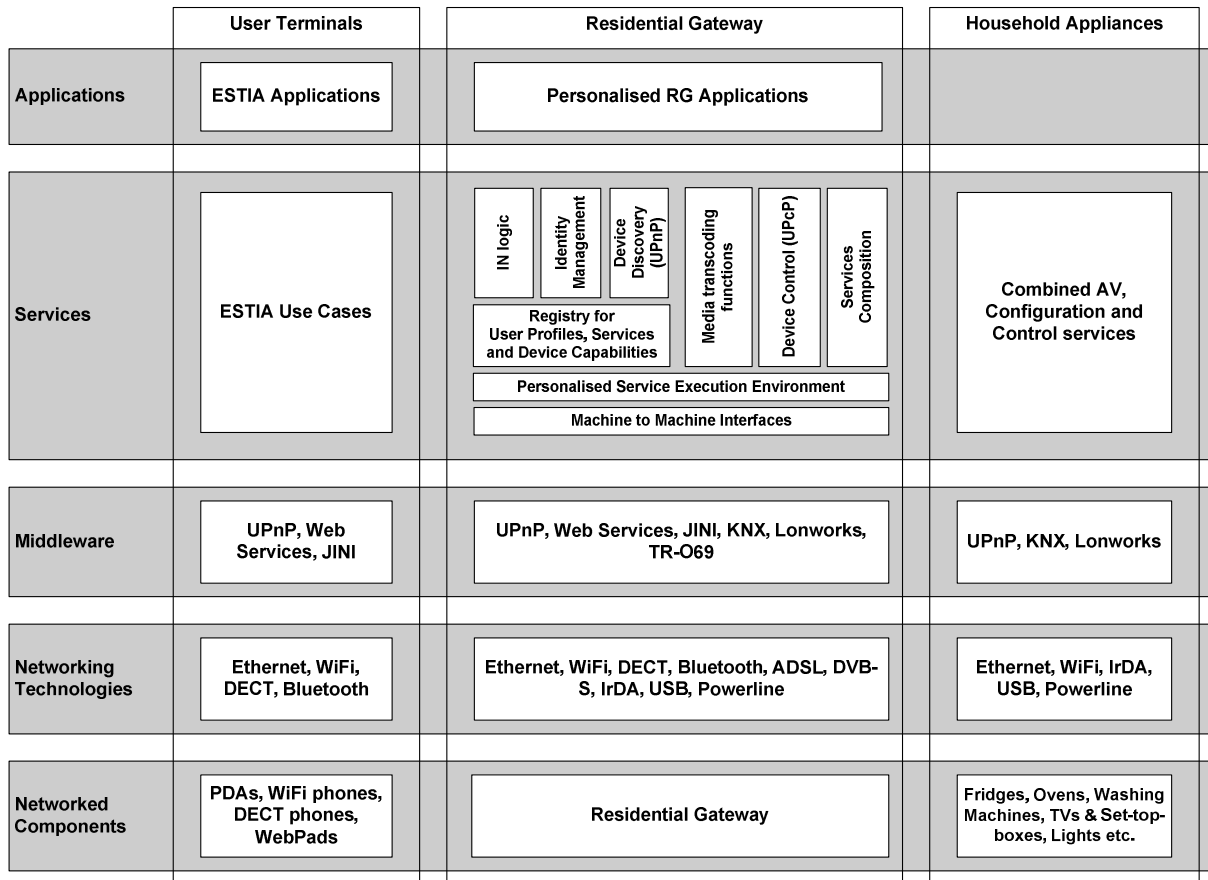 User Terminals
Residential Gateway
Household Appliances
Applications
ESTIA Applications
Personalised RG Applications
Services
ESTIA Use Cases
IN logic
Identity
Management
Device
Discovery
(UPnP)
Media transcoding
functions
Device Control (UPcP)
Services
Composition
Registry for
User Profiles, Services
and Device Capabilities
Personalised Service Execution Environment
Machine to Machine Interfaces
Combined AV,
Configuration and
Control services
Middleware
UPnP, Web
Services, JINI
UPnP, Web Services, JINI, KNX, Lonworks,
TR-O69
UPnP, KNX, Lonworks
Networking
Technologies
Ethernet, WiFi,
DECT, Bluetooth
Ethernet, WiFi, DECT, Bluetooth, ADSL, DVB-
S, IrDA, USB, Powerline
Ethernet, WiFi, IrDA,
USB, Powerline
Networked
Components
PDAs, WiFi phones,
DECT phones,
WebPads
Residential Gateway
Fridges, Ovens, Washing
Machines, TVs & Set-top-
boxes, Lights etc.